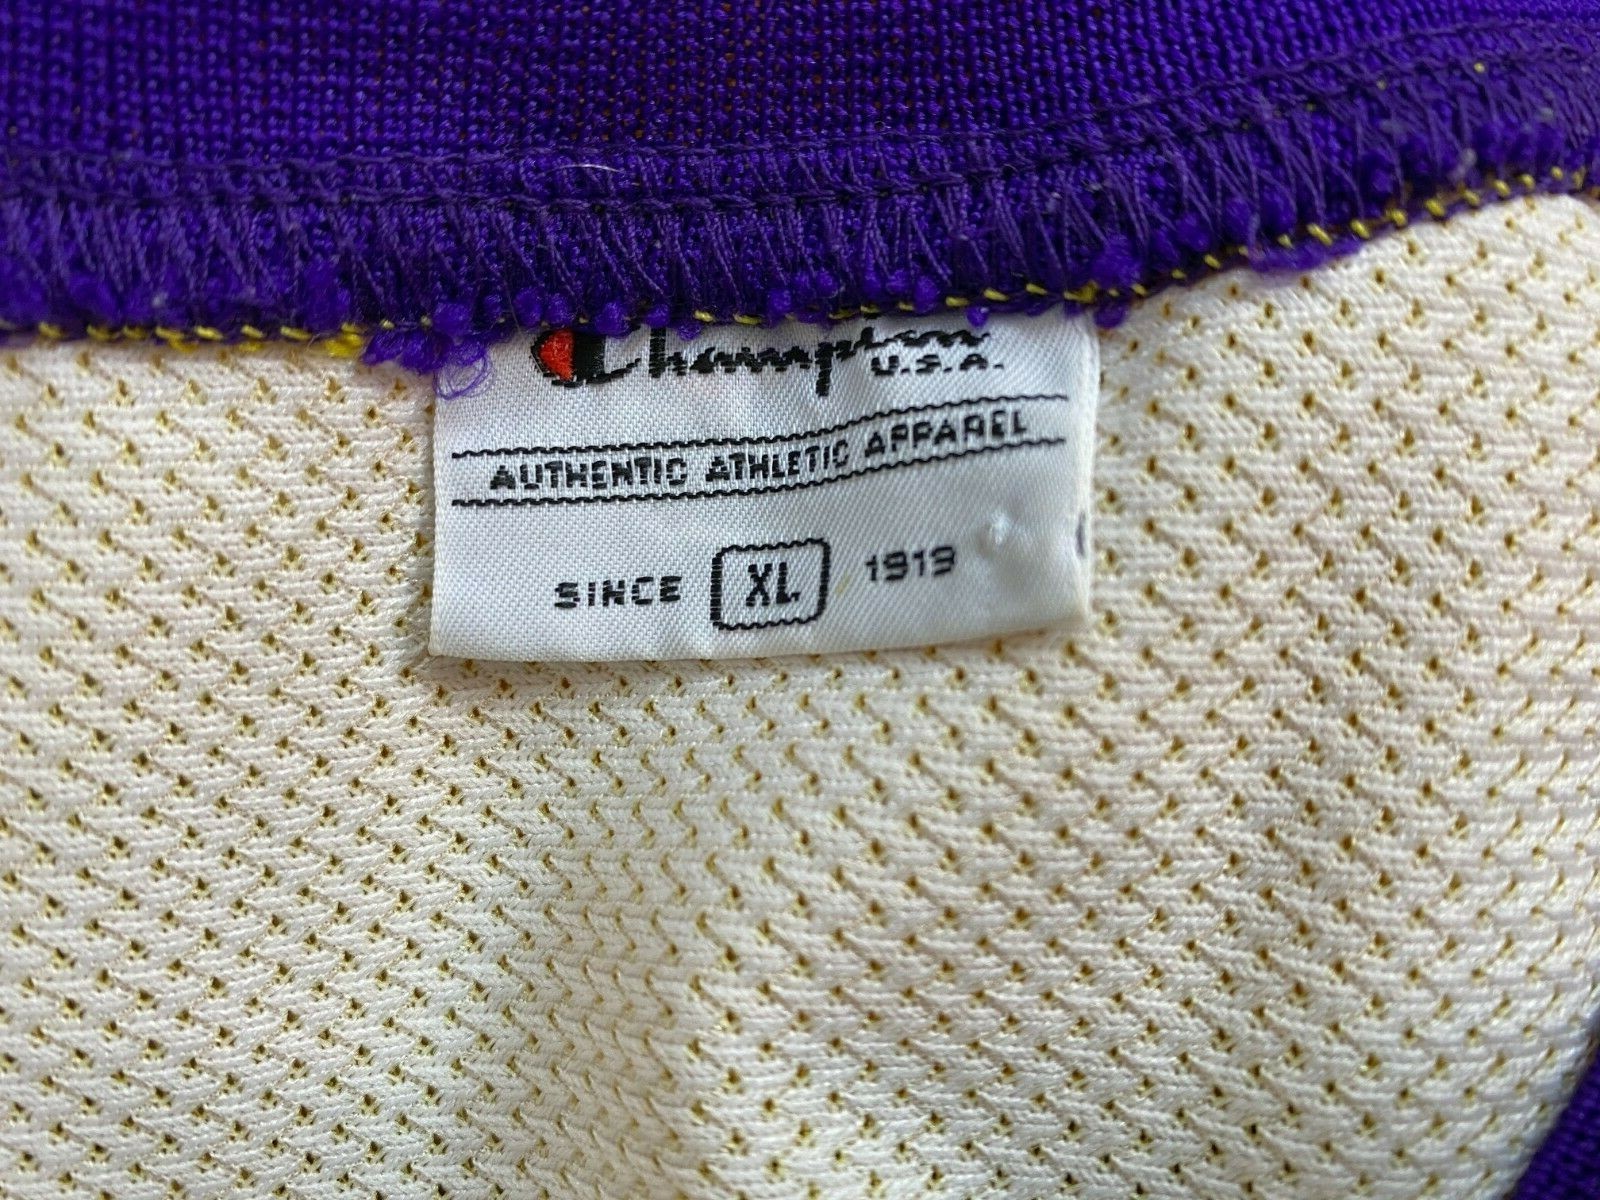 Champion
U.S.A.
AUTHENTIC ATHLETIC APPAREL
SINCE XL 1919